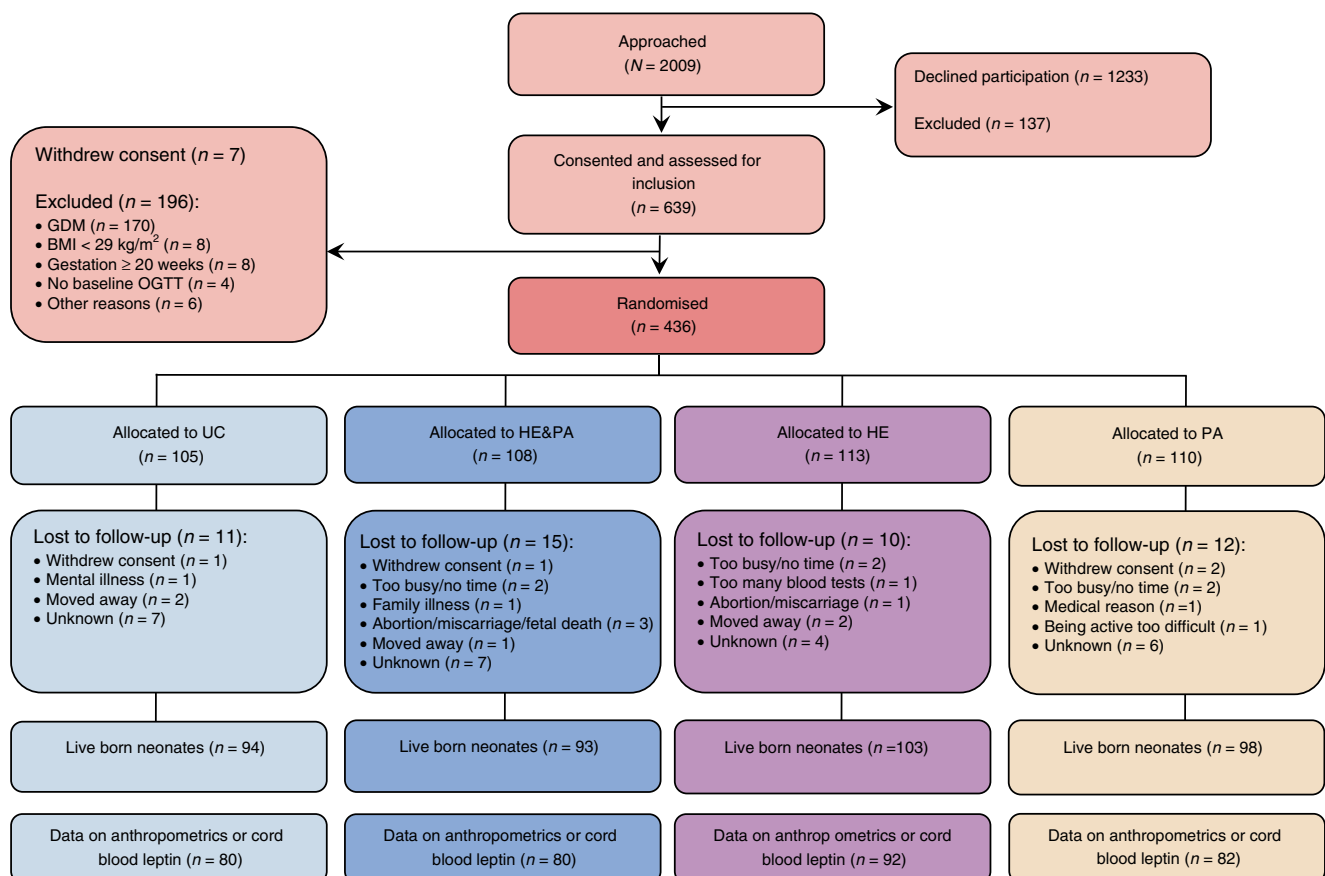 Approached
(N = 2009)
Declined participation (n = 1233)
Excluded (n = 137)
Consented and assessed for
inclusion
(n = 639)
Withdrew consent (n = 7)
Excluded (n = 196):
• GDM (n = 170)
• BMI < 29 kg/m² (n = 8)
• Gestation ≥ 20 weeks (n = 8)
• No baseline OGTT (n = 4)
• Other reasons (n = 6)
Randomised
(n = 436)
Allocated to UC
(n = 105)
Lost to follow-up (n = 11):
• Withdrew consent (n = 1)
• Mental illness (n = 1)
• Moved away (n = 2)
• Unknown (n = 7)
Live born neonates (n = 94)
Data on anthropometrics or cord
blood leptin (n = 80)
Allocated to HE&PA
(n = 108)
Lost to follow-up (n = 15):
• Withdrew consent (n = 1)
• Too busy/no time (n = 2)
• Family illness (n = 1)
• Abortion/miscarriage/fetal death (n = 3)
• Moved away (n = 1)
• Unknown (n = 7)
Live born neonates (n = 93)
Data on anthropometrics or cord
blood leptin (n = 80)
Allocated to HE
(n = 113)
Lost to follow-up (n = 10):
• Too busy/no time (n = 2)
• Too many blood tests (n = 1)
• Abortion/miscarriage (n = 1)
• Moved away (n = 2)
• Unknown (n = 4)
Live born neonates (n =103)
Data on anthrop ometrics or cord
blood leptin (n = 92)
Allocated to PA
(n = 110)
Lost to follow-up (n = 12):
• Withdrew consent (n = 2)
• Too busy/no time (n = 2)
• Medical reason (n =1)
• Being active too difficult (n = 1)
• Unknown (n = 6)
Live born neonates (n = 98)
Data on anthropometrics or cord
blood leptin (n = 82)